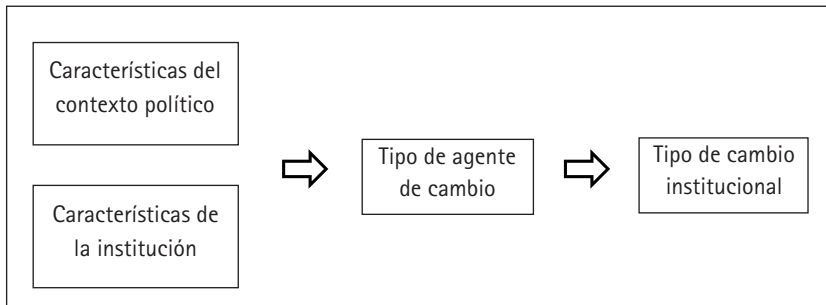 Características del
contexto político
Tipo de agente
de cambio
Tipo de cambio
institucional
Características de
la institución